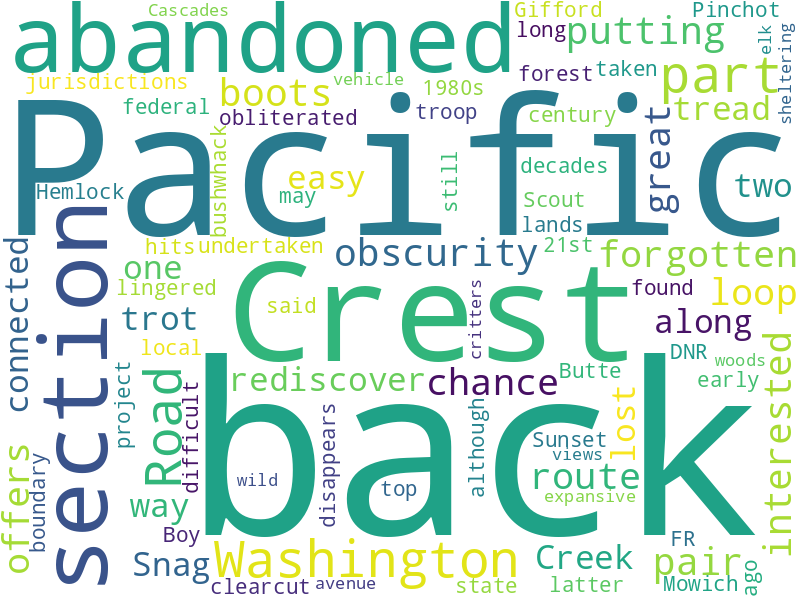 Cascades
abandoned
Gifford
Pinchot
long
putting
elk
sheltering
jurisdictions
vehicle
forest
taken
part
boots
1980s
federal
obliterated
troop
century
tread
Pacific
bushwhack
still
great
easy
decades
Hemlock
may
Scout
two
lands
section
hits
undertaken
obscurity
21st
forgotten
connected
one
Crest
lingered
found
loop
said
critters
trot
along
local
DNR
woods
interested
project
Road
rediscover
chance
Butte
early
back
difficult
although
lost
disappears
Sunset
views
offers
boundary
wild
top
route
way
expansive
Boy
FR
Snag
Washington
Creek
pair
ago
clearcut
avenue
state
latter
Mowich